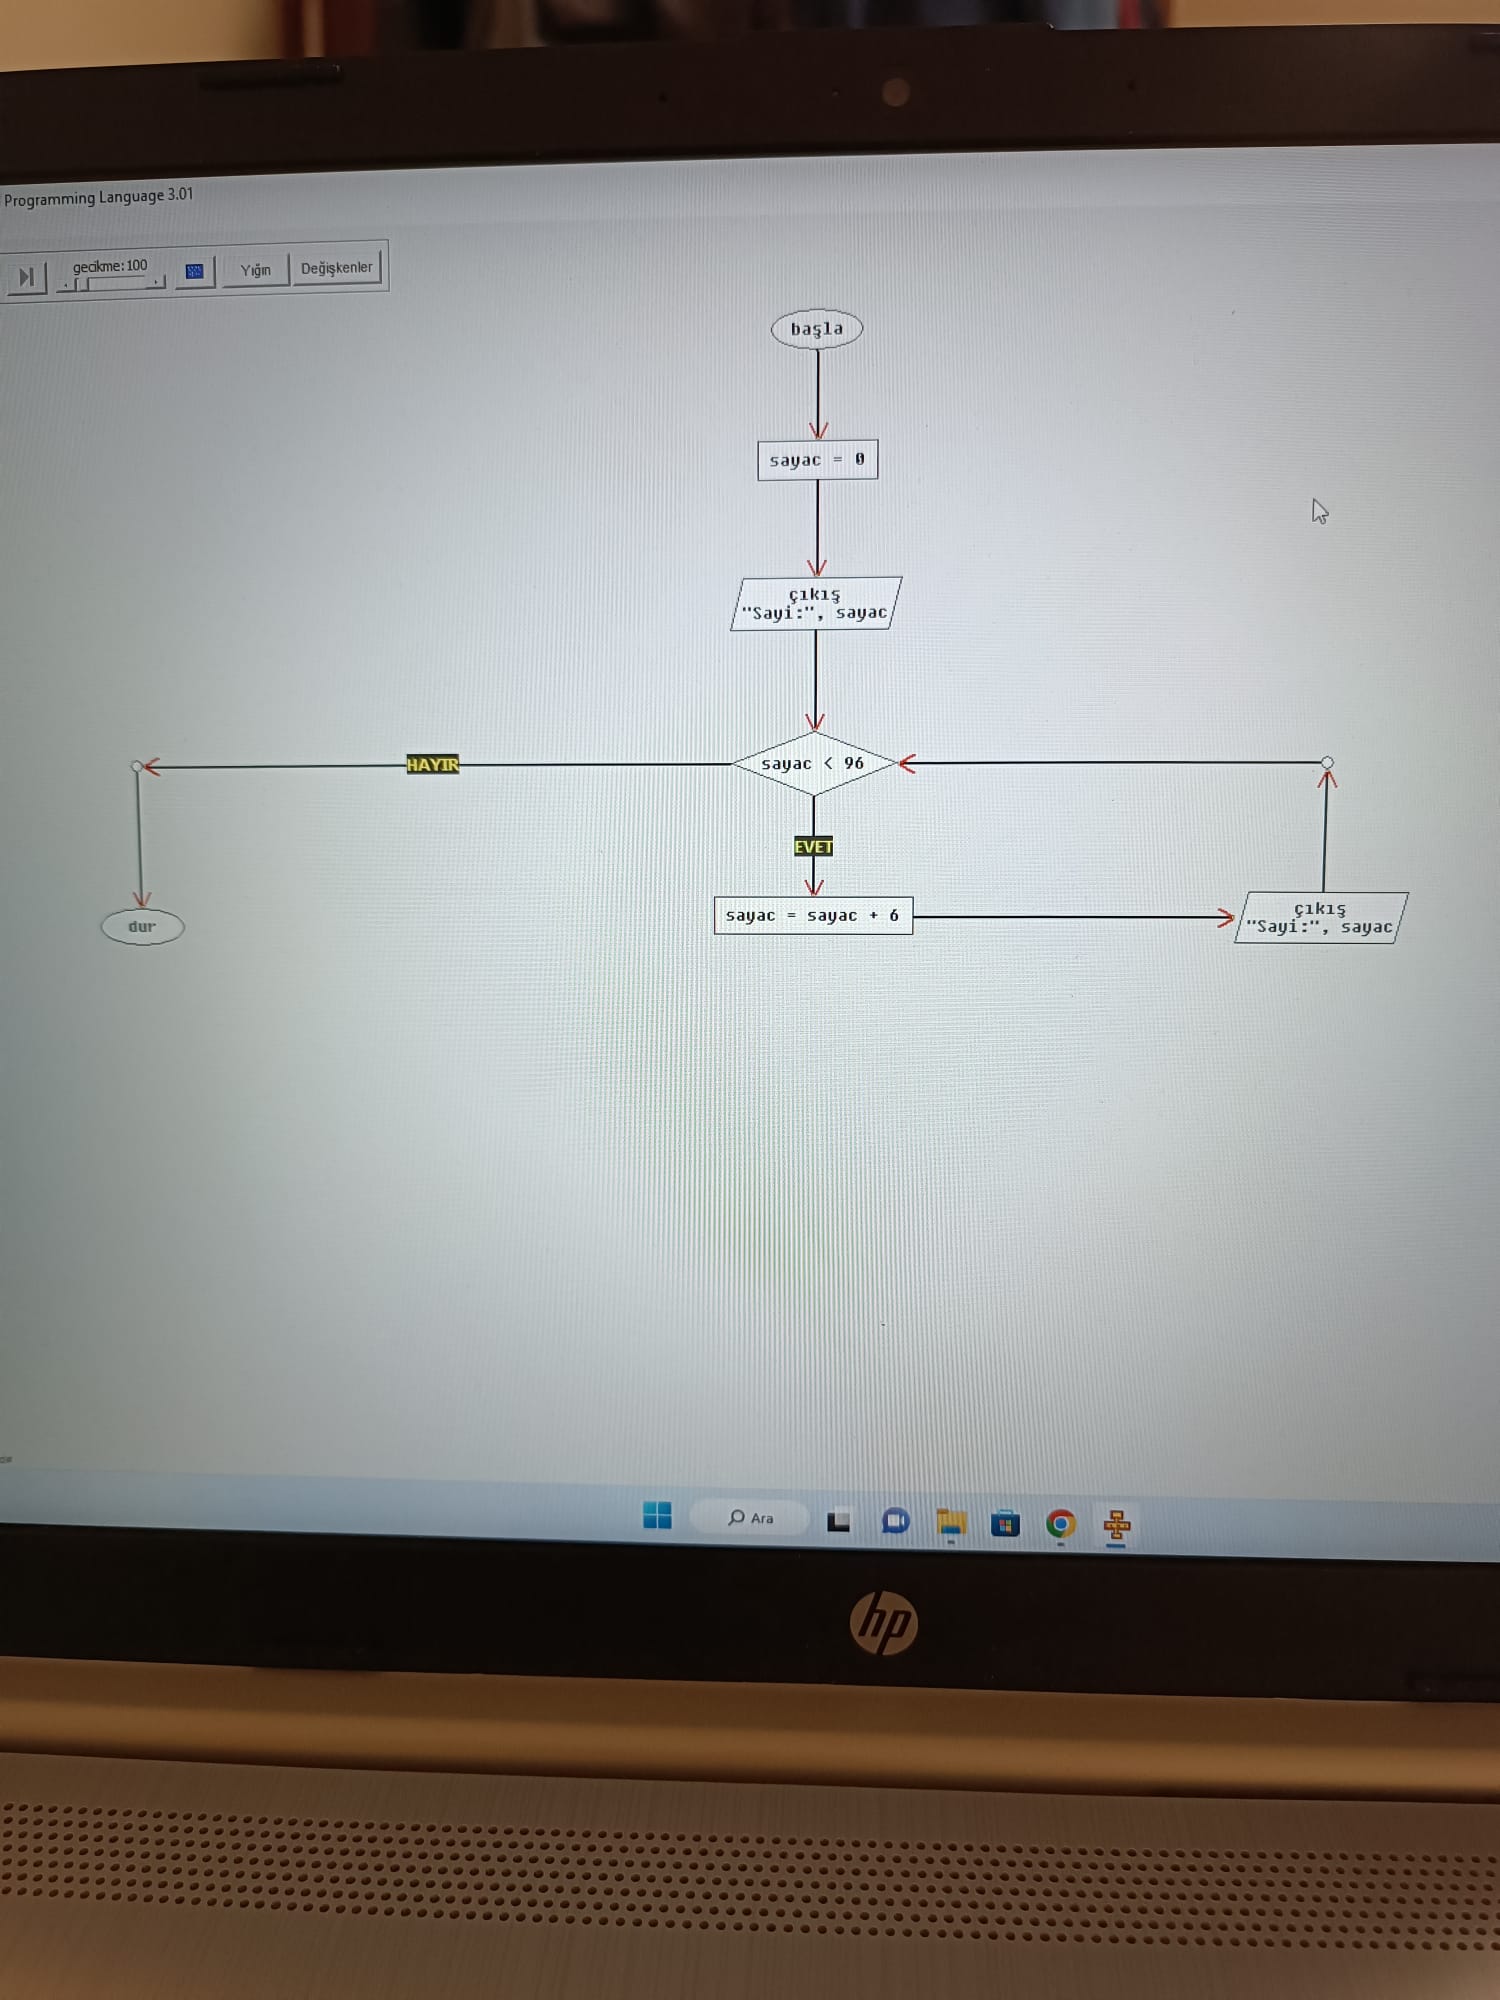 Programming Language 3.01
gecikme:100
Yığın
Değişkenler
başla
sayac = 0
çıkış
"Sayi:", sayac
sayac < 96
HAYIR
EVET
sayac = sayac + 6
çıkış
"Sayi:", sayac
dur
Ara
hp